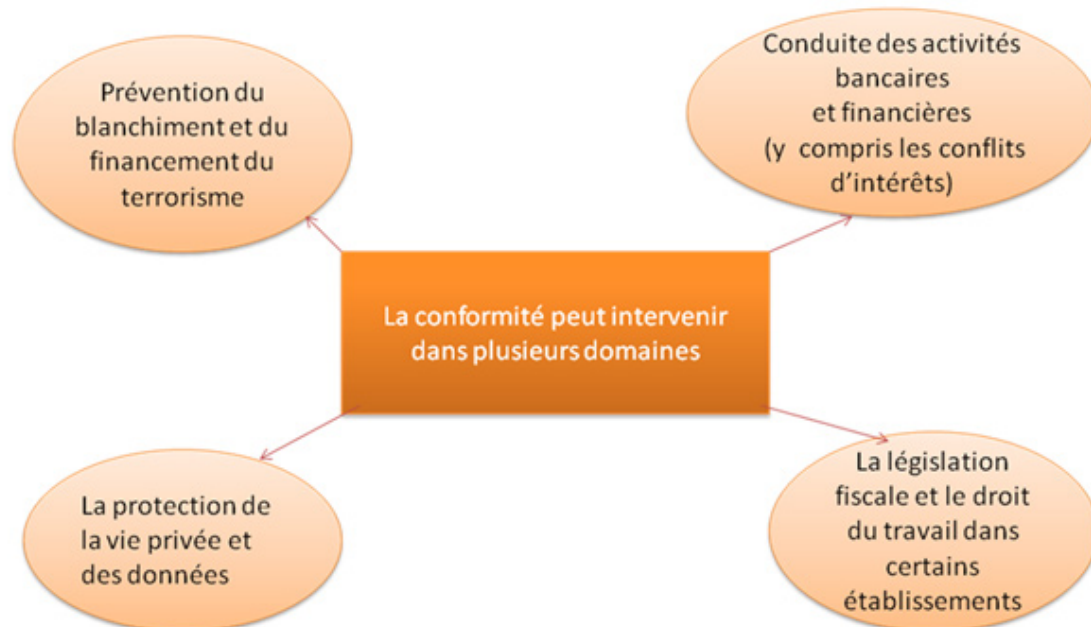 Prévention du
blanchiment et du
financement du
terrorisme
Conduite des activités
bancaires
et financières
(y compris les conflits
d'intérêts)
La conformité peut intervenir
dans plusieurs domaines
La protection de
la vie privée et
des données
La législation
fiscale et le droit
du travail dans
certains
établissements